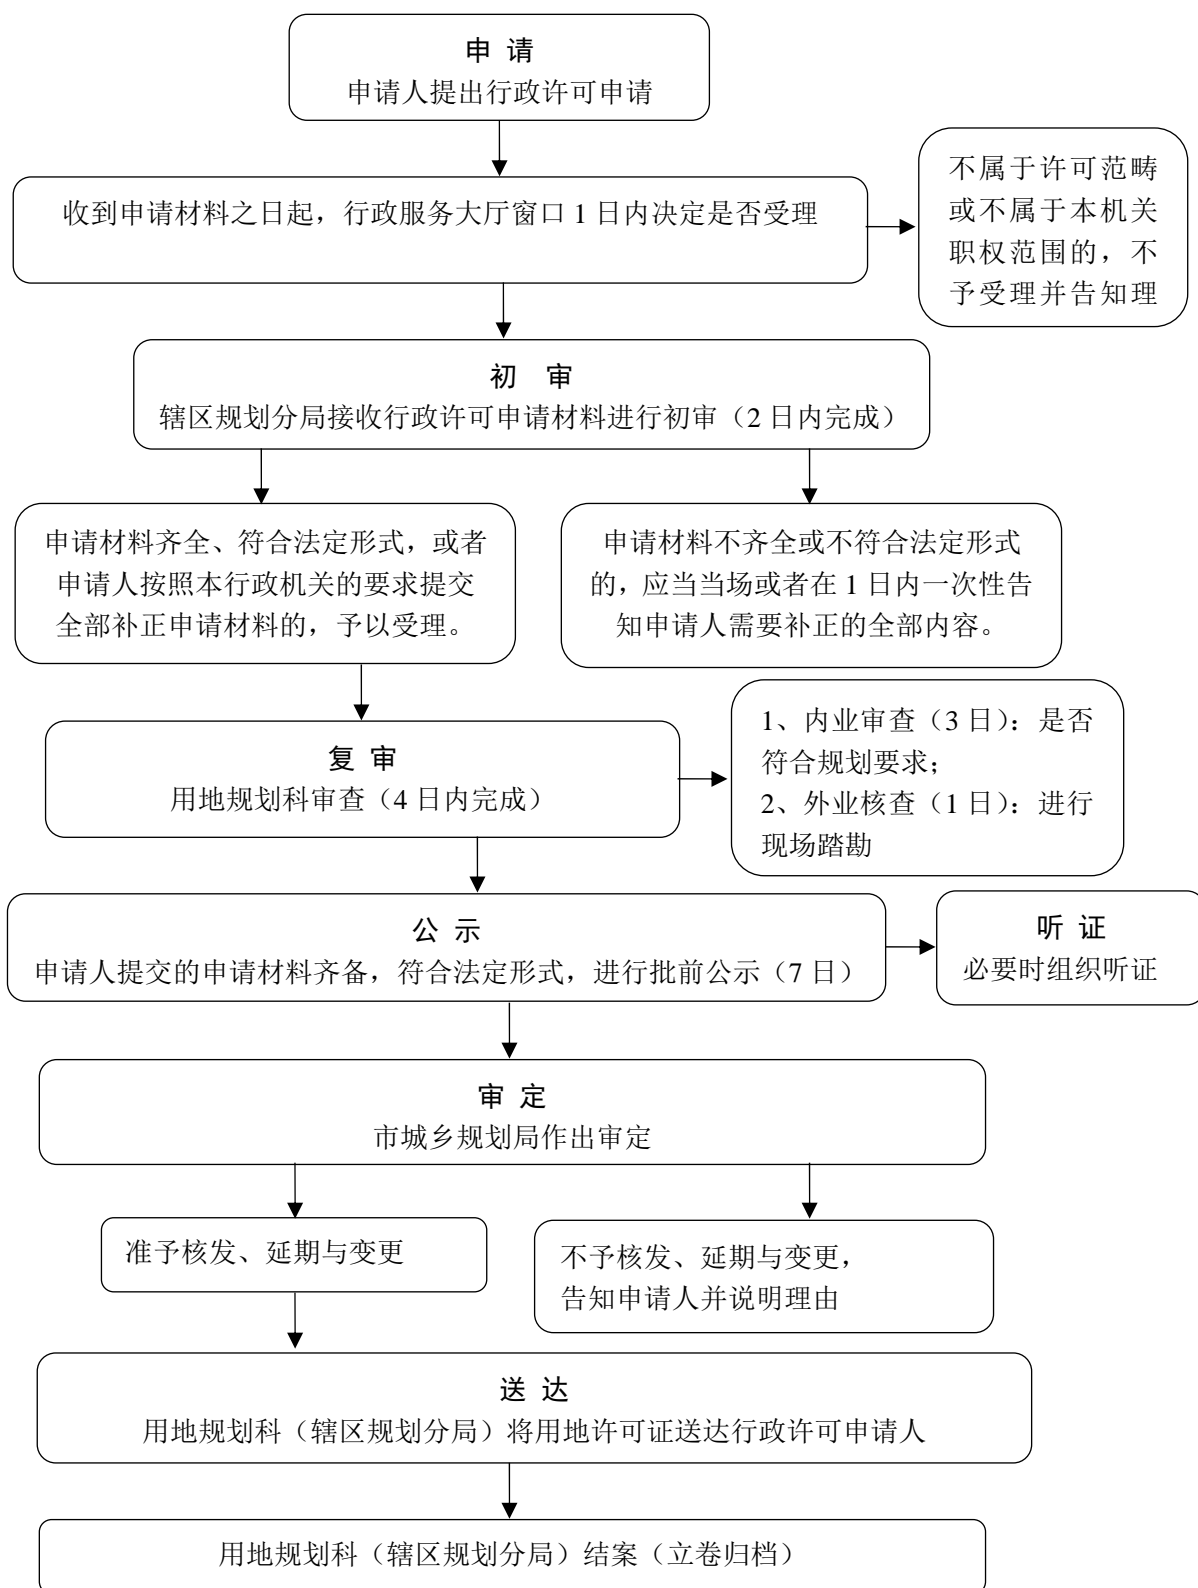 申 请
申请人提出行政许可申请
收到申请材料之日起，行政服务大厅窗口 1 日内决定是否受理
不属于许可范畴
或不属于本机关
职权范围的，不
予受理并告知理
初 审
辖区规划分局接收行政许可申请材料进行初审（2 日内完成）
申请材料齐全、符合法定形式，或者
申请人按照本行政机关的要求提交
全部补正申请材料的，予以受理。
申请材料不齐全或不符合法定形式
的，应当当场或者在 1 日内一次性告
知申请人需要补正的全部内容。
复 审
用地规划科审查（4 日内完成）
1、内业审查（3 日）：是否
符合规划要求；
2、外业核查（1 日）：进行
现场踏勘
公 示
申请人提交的申请材料齐备，符合法定形式，进行批前公示（7 日）
听 证
必要时组织听证
审 定
市城乡规划局作出审定
准予核发、延期与变更
不予核发、延期与变更，
告知申请人并说明理由
送 达
用地规划科（辖区规划分局）将用地许可证送达行政许可申请人
用地规划科（辖区规划分局）结案（立卷归档）